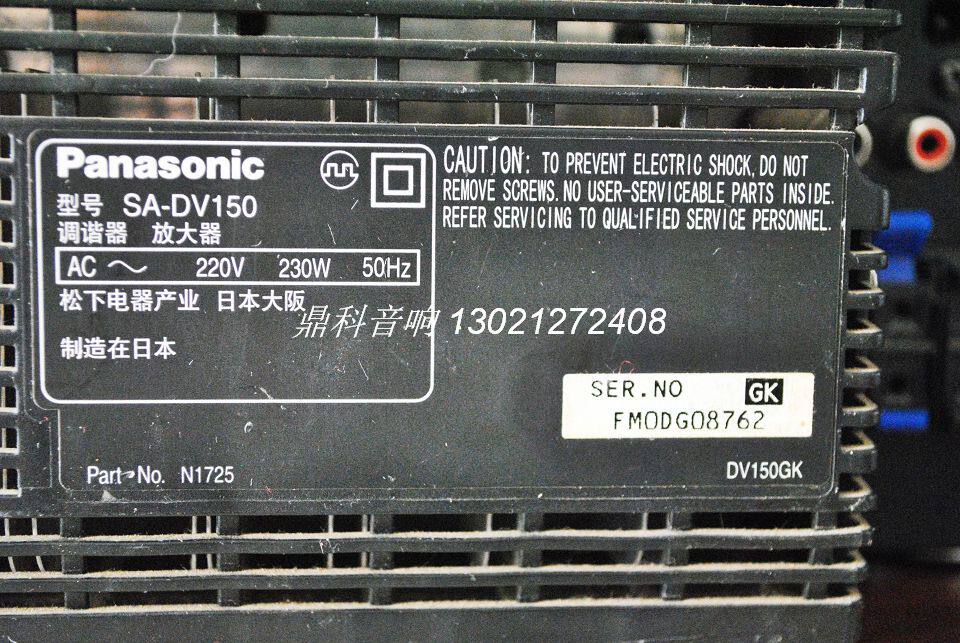 Panasonic
型号 SA-DV150
调谐器 放大器
AC ～ 220V 230W 50Hz
松下电器产业 日本大阪
制造在日本
CAUTION: TO PREVENT ELECTRIC SHOCK, DO NOT
REMOVE SCREWS. NO USER-SERVICEABLE PARTS INSIDE.
REFER SERVICING TO QUALIFIED SERVICE PERSONNEL.
鼎科音响 13021272408
SER.NO GK
FM0DG08762
Part No. N1725
DV150GK